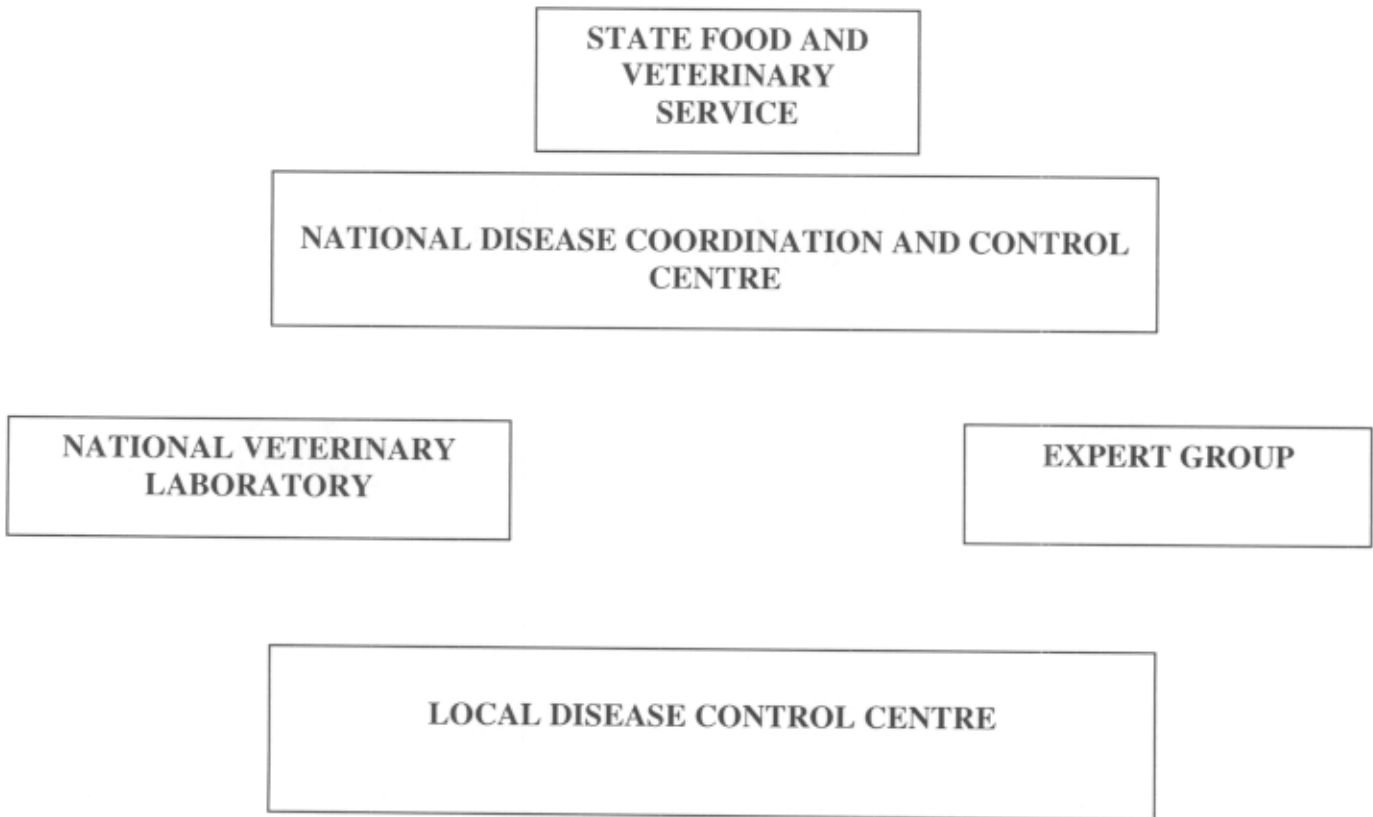 STATE FOOD AND
VETERINARY
SERVICE
NATIONAL DISEASE COORDINATION AND CONTROL
CENTRE
NATIONAL VETERINARY
LABORATORY
EXPERT GROUP
LOCAL DISEASE CONTROL CENTRE